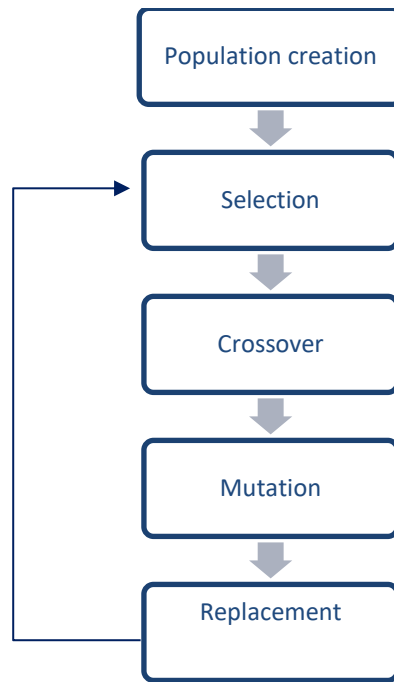 Population creation
Selection
Crossover
Mutation
Replacement